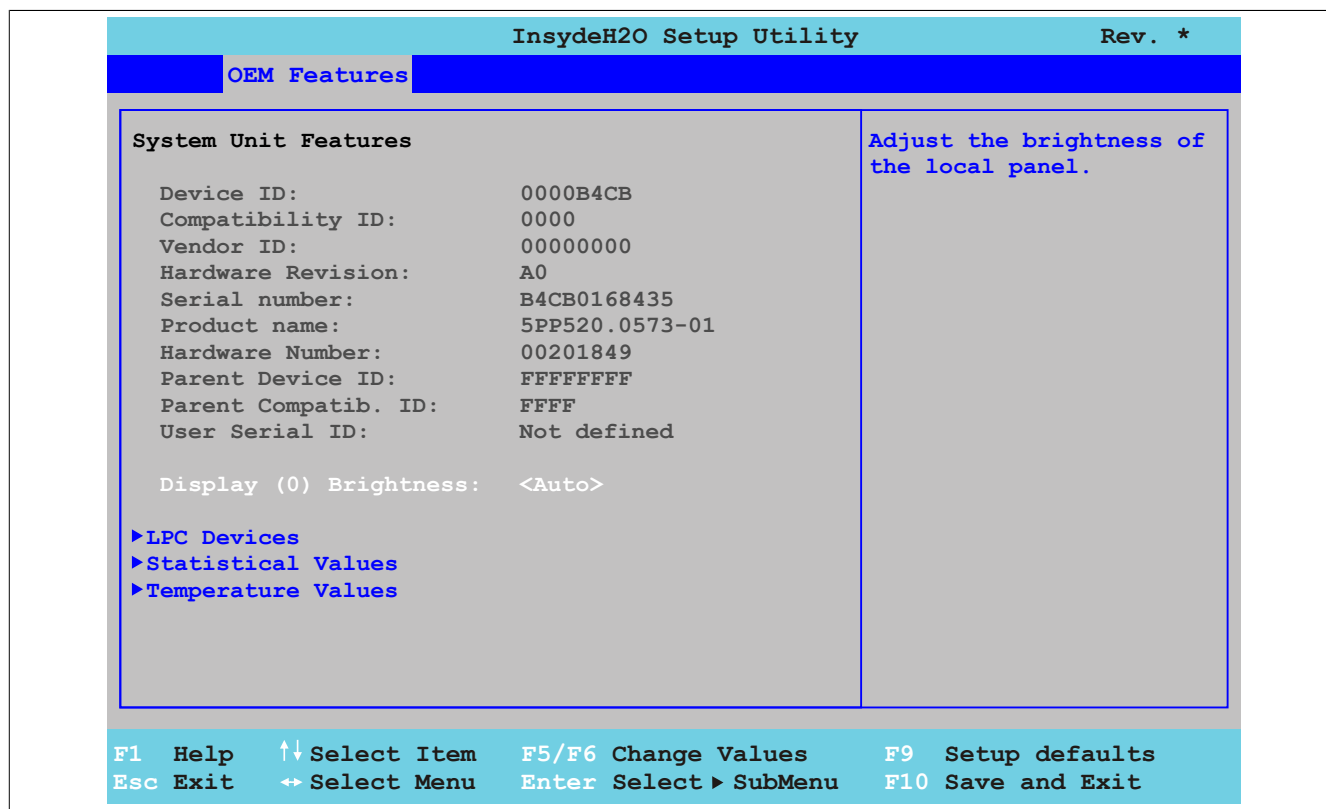 InsydeH2O Setup Utility Rev. *
OEM Features
System Unit Features
Device ID: 0000B4CB
Compatibility ID: 0000
Vendor ID: 00000000
Hardware Revision: A0
Serial number: B4CB0168435
Product name: 5PP520.0573-01
Hardware Number: 00201849
Parent Device ID: FFFFFFFF
Parent Compatib. ID: FFFF
User Serial ID: Not defined
Display (0) Brightness: <Auto>
▶LPC Devices
▶Statistical Values
▶Temperature Values
Adjust the brightness of
the local panel.
F1 Help ↑↓ Select Item F5/F6 Change Values F9 Setup defaults
Esc Exit ↔ Select Menu Enter Select ▶ SubMenu F10 Save and Exit